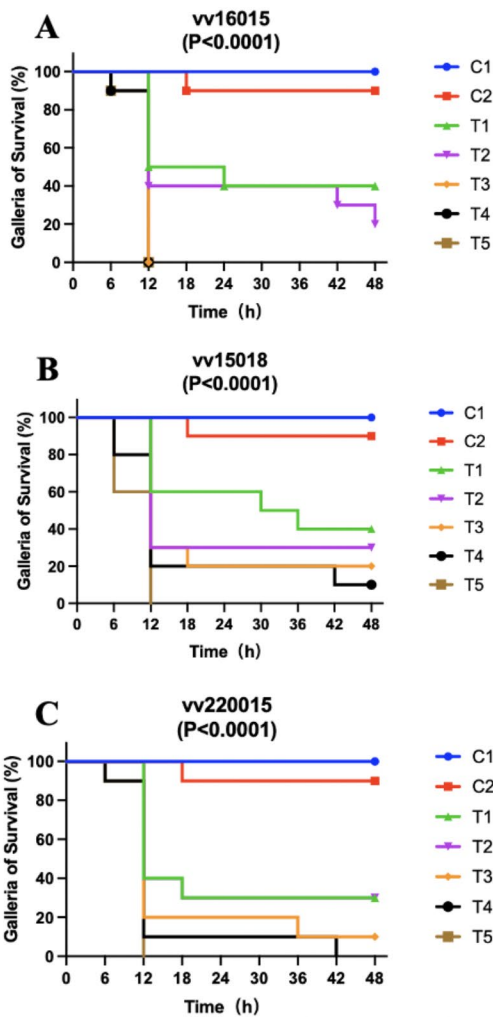 A
vv16015
(P<0.0001)
Galleria of Survival (%)
100
80
60
40
20
0
0 6 12 18 24 30 36 42 48
Time (h)
C1
C2
T1
T2
T3
T4
T5
B
vv15018
(P<0.0001)
Galleria of Survival (%)
100
80
60
40
20
0
0 6 12 18 24 30 36 42 48
Time (h)
C1
C2
T1
T2
T3
T4
T5
C
vv220015
(P<0.0001)
Galleria of Survival (%)
100
80
60
40
20
0
0 6 12 18 24 30 36 42 48
Time (h)
C1
C2
T1
T2
T3
T4
T5